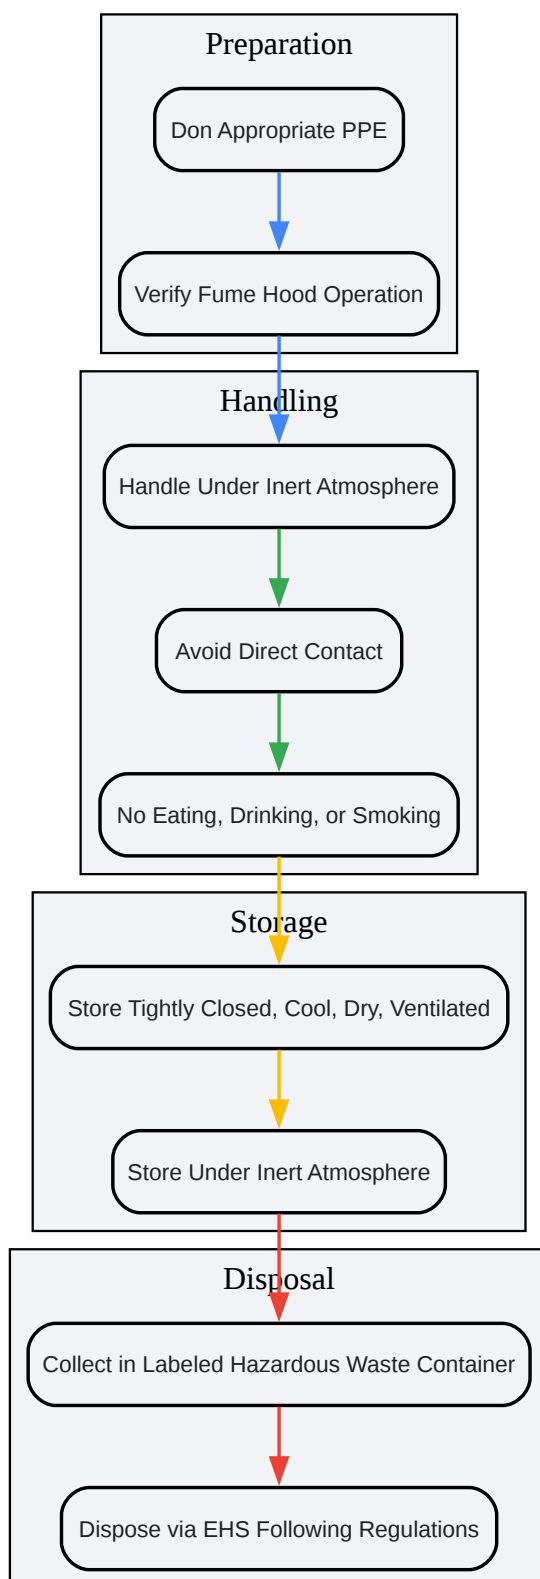 Preparation
Don Appropriate PPE
Verify Fume Hood Operation
Handling
Handle Under Inert Atmosphere
Avoid Direct Contact
No Eating, Drinking, or Smoking
Storage
Store Tightly Closed, Cool, Dry, Ventilated
Store Under Inert Atmosphere
Disposal
Collect in Labeled Hazardous Waste Container
Dispose via EHS Following Regulations